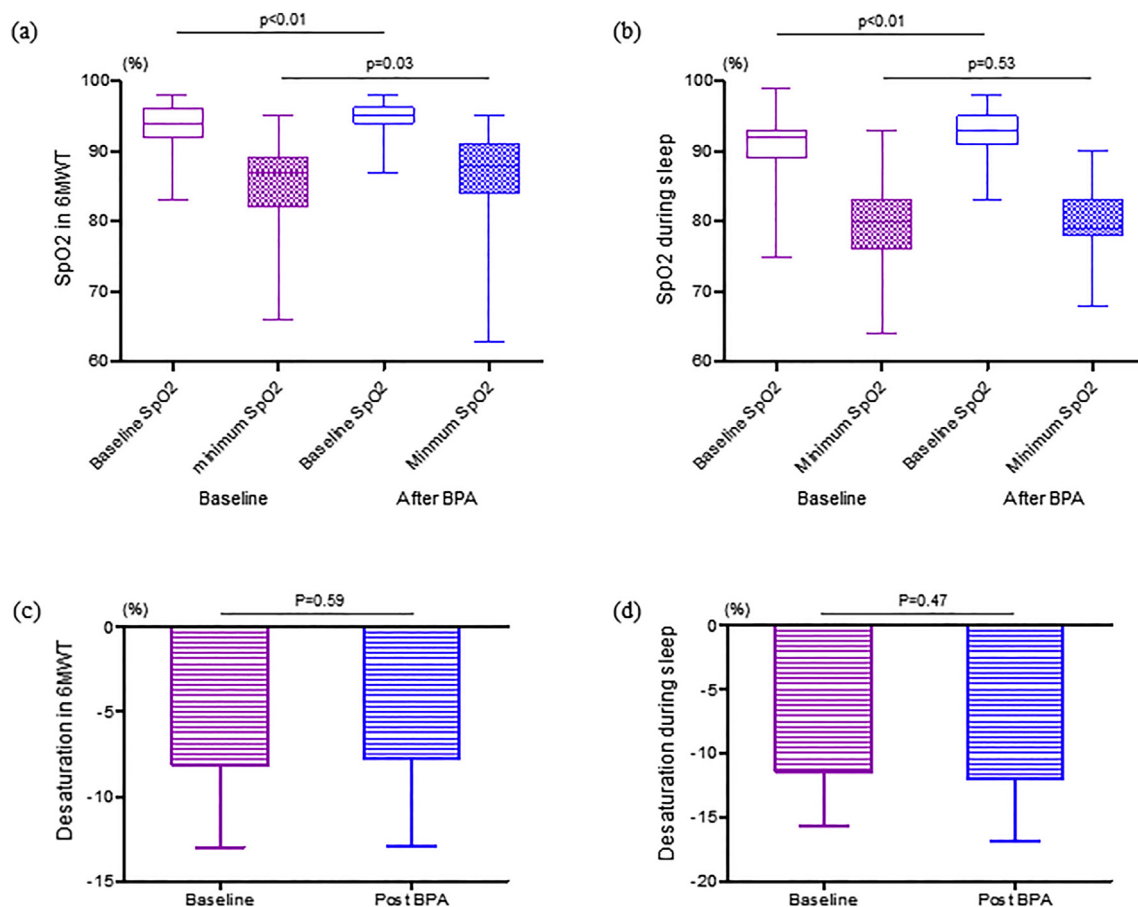 (a)
p<0.01
(%)
p=0.03
100
90
80
70
60
SpO2 in 6MWT
Baseline SpO2
minimum SpO2
Baseline SpO2
Minmum SpO2
Baseline
After BPA
(b)
p<0.01
(%)
p=0.53
100
90
80
70
60
SpO2 during sleep
Baseline SpO2
Minimum SpO2
Baseline SpO2
Minimum SpO2
Baseline
After BPA
(c)
(%)
P=0.59
0
-5
-10
-15
Desaturation in 6MWT
Baseline
Post BPA
(d)
(%)
P=0.47
0
-5
-10
-15
-20
Desaturation during sleep
Baseline
Post BPA